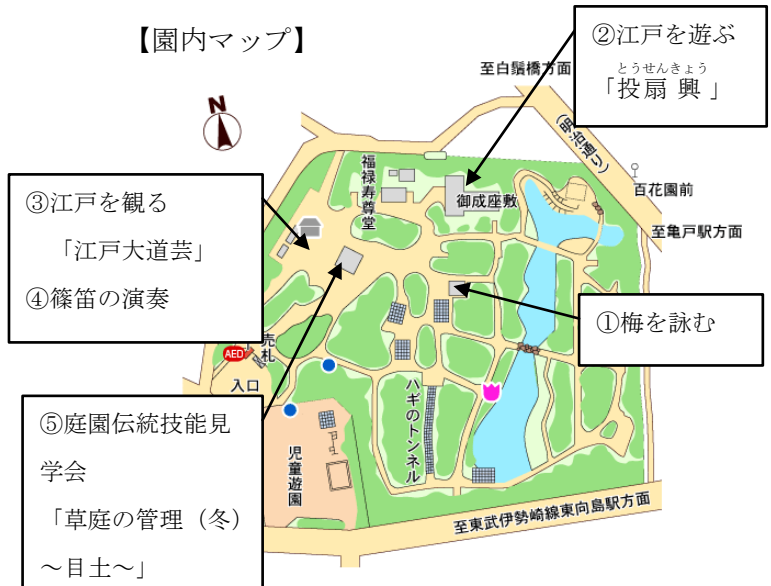 【園内マップ】
②江戸を遊ぶ
とうせんきょう
「投扇興」
至白鬚橋方面
(明治通り)
N
百花園前
至亀戸駅方面
福禄寿尊堂
御成座敷
③江戸を観る
「江戸大道芸」
④篠笛の演奏
①梅を詠む
売札
AED
入口
ハギのトンネル
⑤庭園伝統技能見
学会
「草庭の管理(冬)
~目土~」
児童遊園
至東武伊勢崎線東向島駅方面